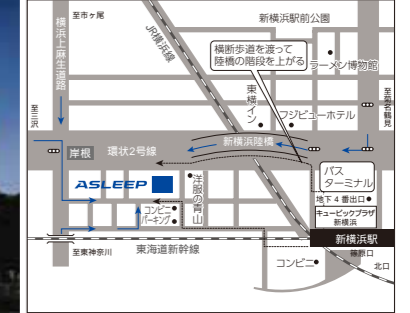 至市ヶ尾
新横浜駅前公園
横浜上麻生道路
JR横浜線
横断歩道を渡って
陸橋の階段を上がる
ラーメン博物館
東横イン
フジビューホテル
至三沢
至菊名鶴見
新横浜陸橋
岸根
環状2号線
バス
ターミナル
ASLEEP
洋服の青山
地下4番出口
キュービックプラザ
新横浜
コンビニ
パーキング
新横浜駅
東海道新幹線
至東神奈川
篠原口
北口
コンビニ